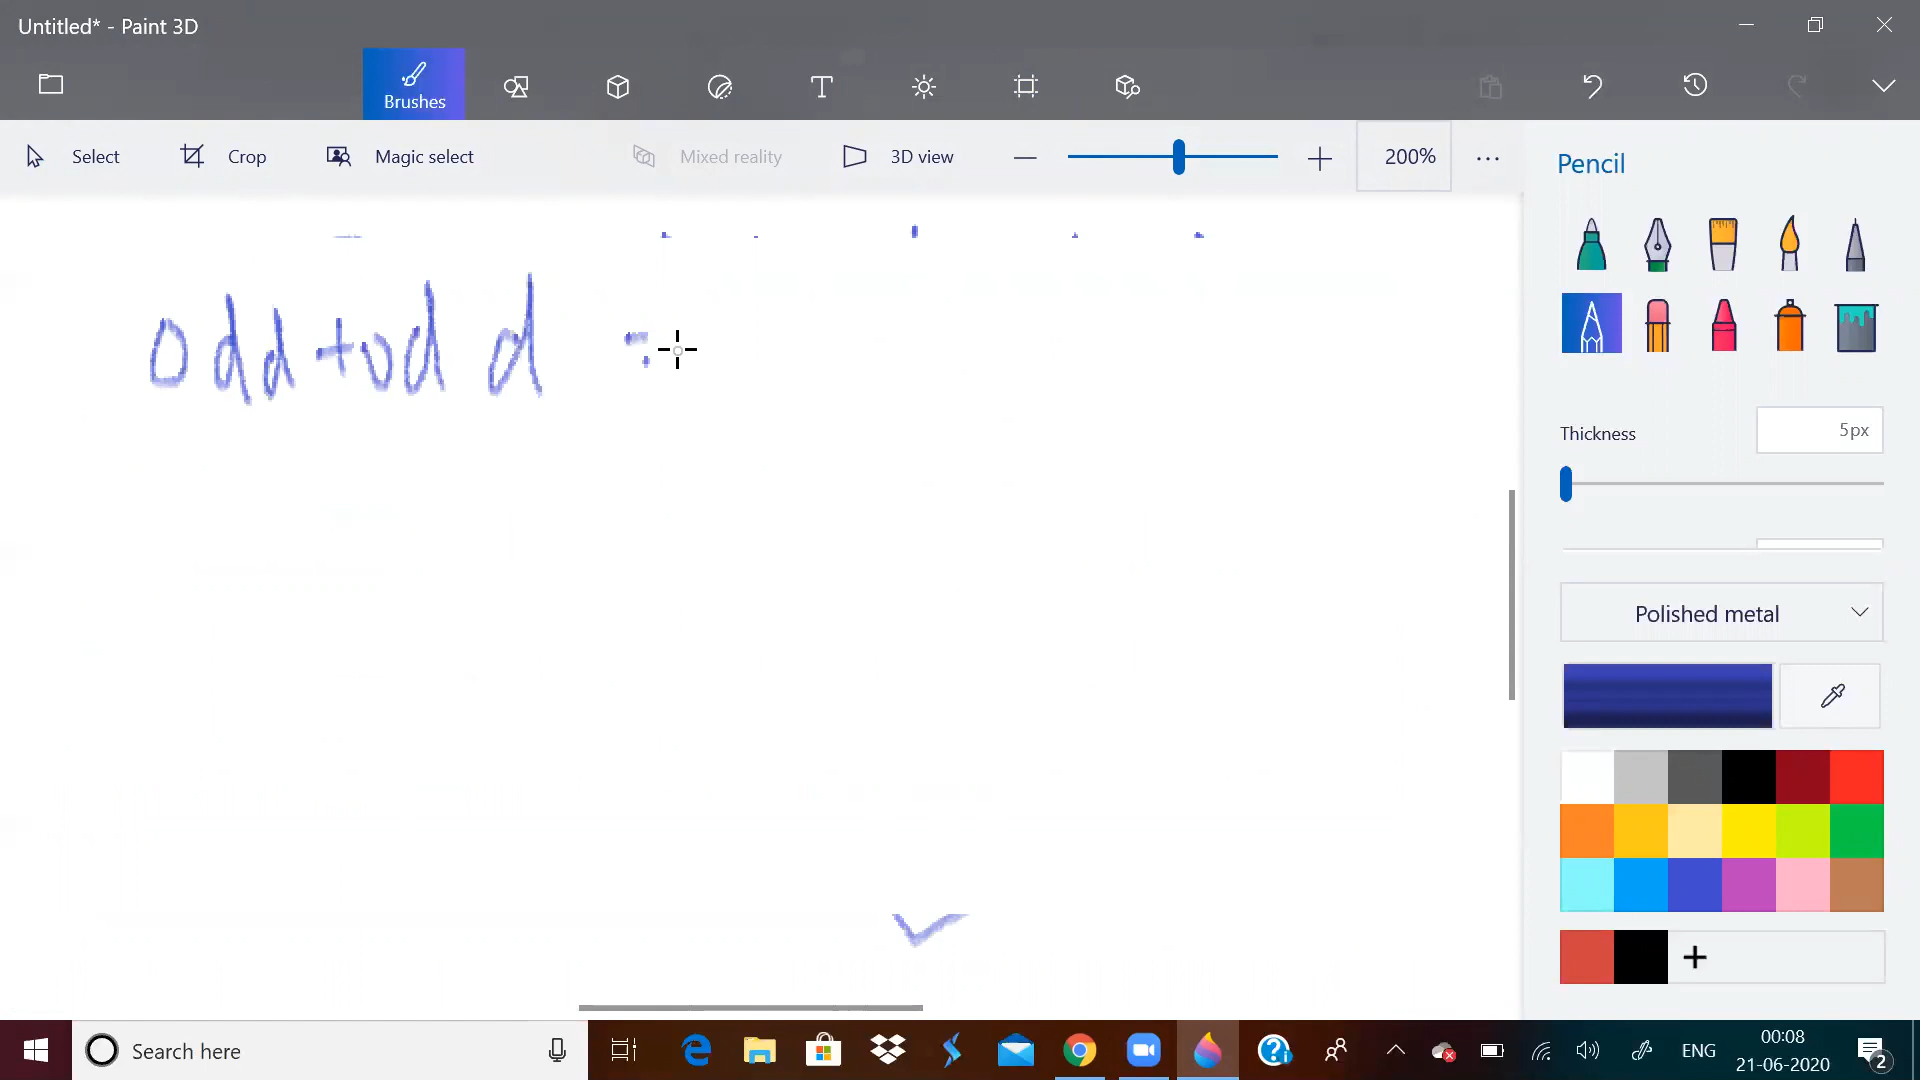 Untitled* - Paint 3D
Brushes
Select Crop Magic select Mixed reality 3D view 200%
Pencil
odd+odd =
Thickness 5px
Polished metal
Search here
ENG
00:08
21-06-2020
2